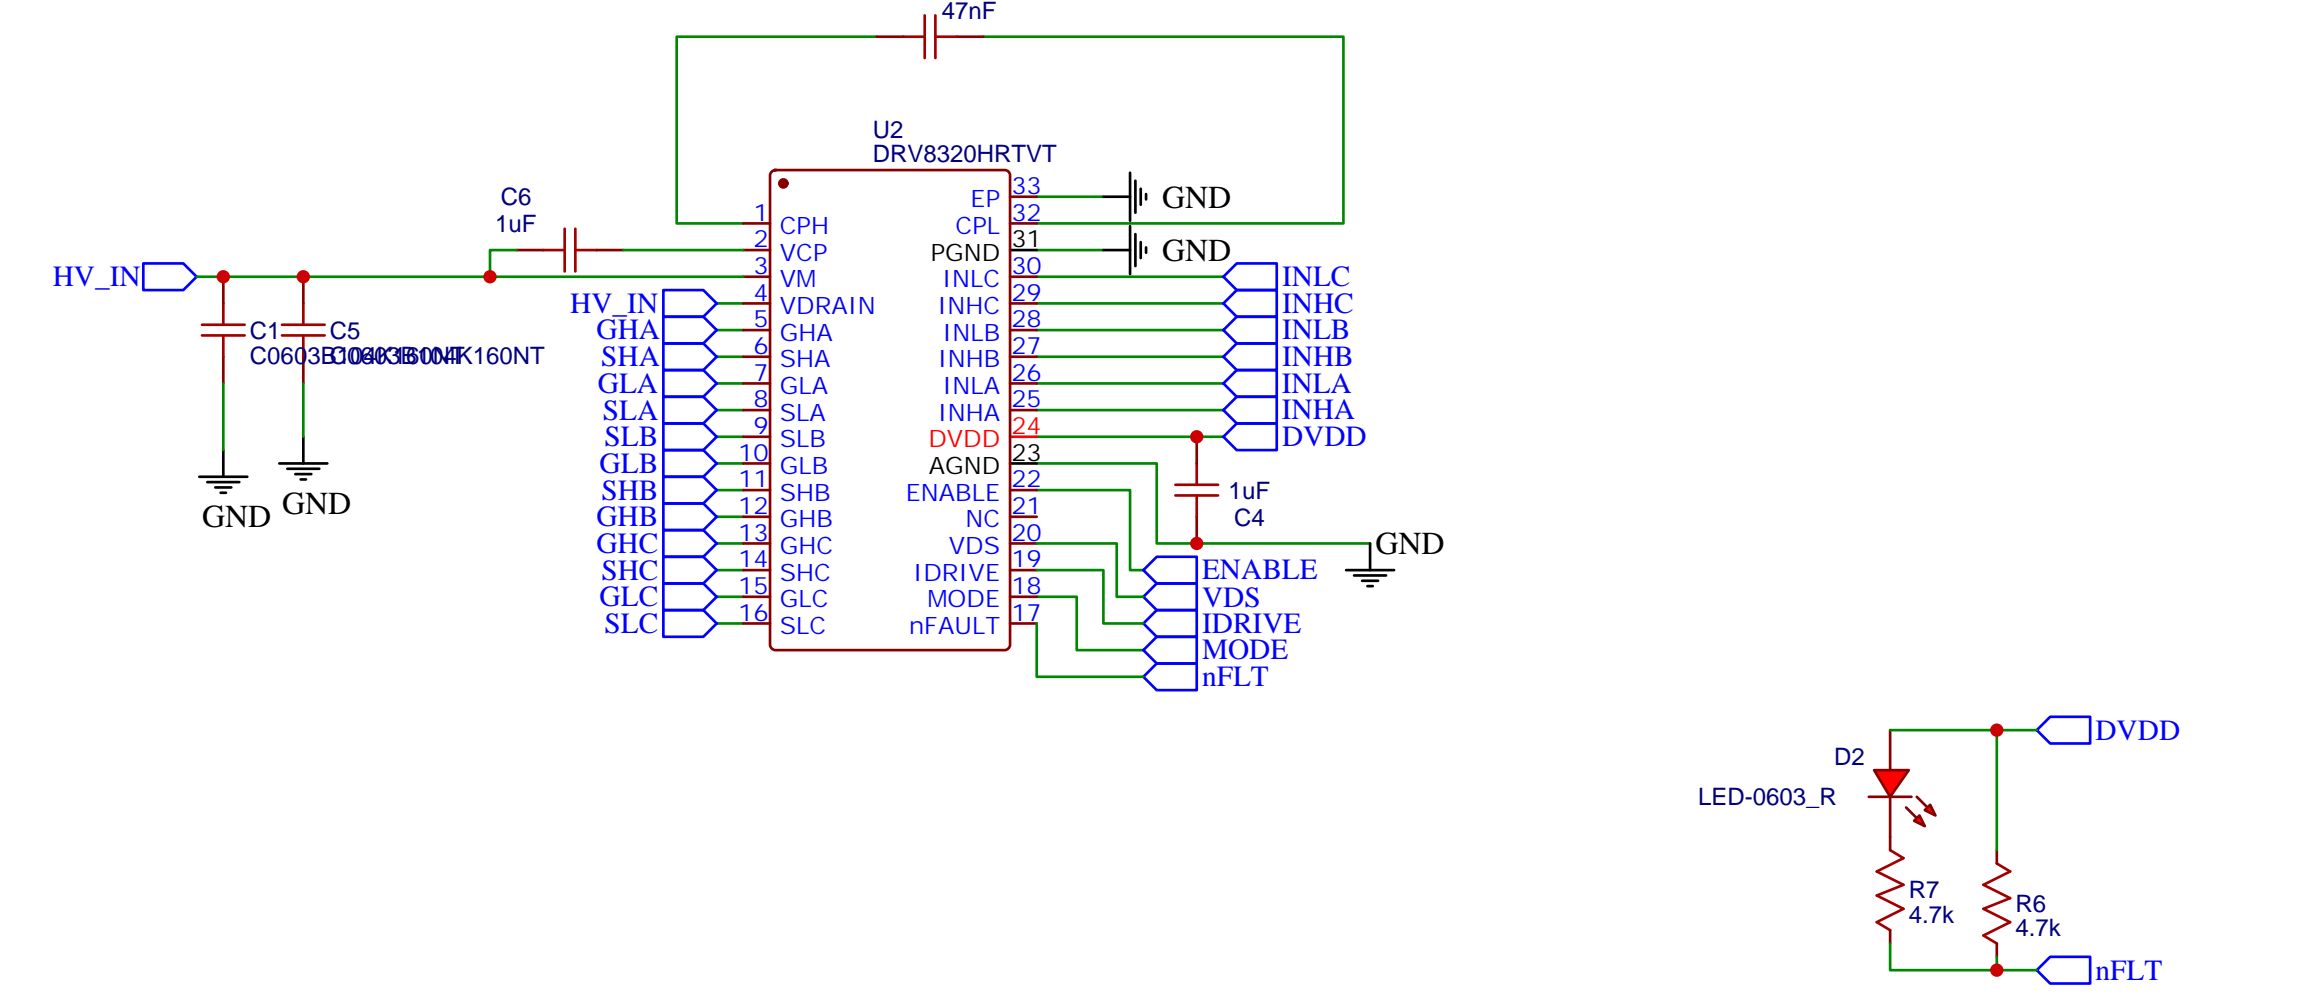 47nF
U2
DRV8320HRTVT
C6
1uF
HV_IN
C1
C5
C0603B104K160NT
C0603B104K160NT
GND
GND
HV_IN
GHA
SHA
GLA
SLA
SLB
GLB
SHB
GHB
GHC
SHC
GLC
SLC
1 CPH
2 VCP
3 VM
4 VDRAIN
5 GHA
6 SHA
7 GLA
8 SLA
9 SLB
10 GLB
11 SHB
12 GHB
13 GHC
14 SHC
15 GLC
16 SLC
EP 33
CPL 32
PGND 31
INLC 30
INHC 29
INLB 28
INHB 27
INLA 26
INHA 25
DVDD 24
AGND 23
ENABLE 22
NC 21
VDS 20
IDRIVE 19
MODE 18
nFAULT 17
GND
GND
INLC
INHC
INLB
INHB
INLA
INHA
DVDD
1uF
C4
GND
ENABLE
VDS
IDRIVE
MODE
nFLT
DVDD
D2
LED-0603_R
R7
4.7k
R6
4.7k
nFLT